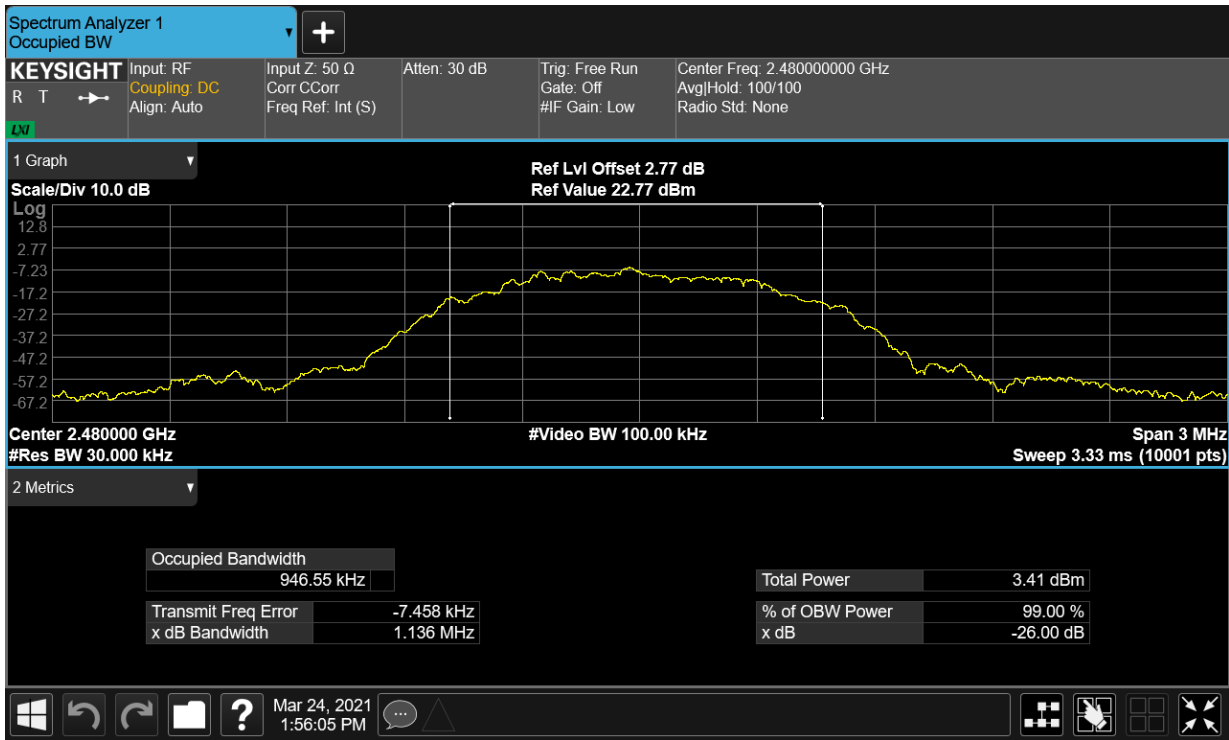 Spectrum Analyzer 1
Occupied BW
KEYSIGHT
R T
LXI
Input: RF
Coupling: DC
Align: Auto
Input Z: 50 Ω
Corr CCorr
Freq Ref: Int (S)
Atten: 30 dB
Trig: Free Run
Gate: Off
#IF Gain: Low
Center Freq: 2.480000000 GHz
Avg|Hold: 100/100
Radio Std: None
1 Graph
Scale/Div 10.0 dB
Ref Lvl Offset 2.77 dB
Ref Value 22.77 dBm
Log
12.8
2.77
-7.23
-17.2
-27.2
-37.2
-47.2
-57.2
-67.2
Center 2.480000 GHz
#Video BW 100.00 kHz
Span 3 MHz
#Res BW 30.000 kHz
Sweep 3.33 ms (10001 pts)
2 Metrics
Occupied Bandwidth
946.55 kHz
Total Power 3.41 dBm
Transmit Freq Error -7.458 kHz
% of OBW Power 99.00 %
x dB Bandwidth 1.136 MHz
x dB -26.00 dB
?
Mar 24, 2021
1:56:05 PM